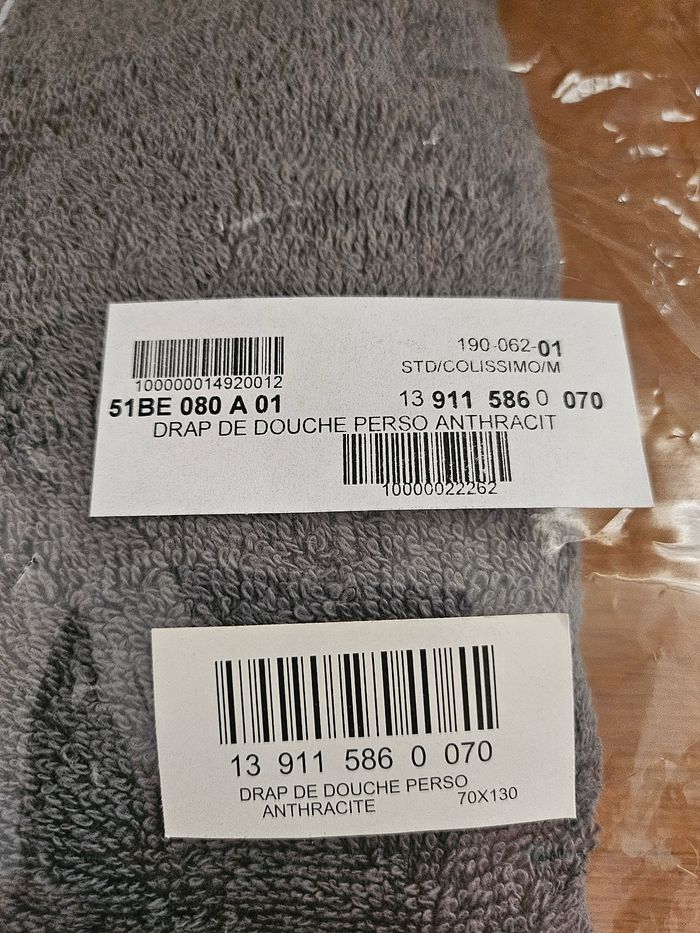 190-062-01
100000014920012
STD/COLISSIMO/M
51BE 080 A 01
13 911 586 0 070
DRAP DE DOUCHE PERSO ANTHRACIT
10000022262
13 911 586 0 070
DRAP DE DOUCHE PERSO
ANTHRACITE
70X130